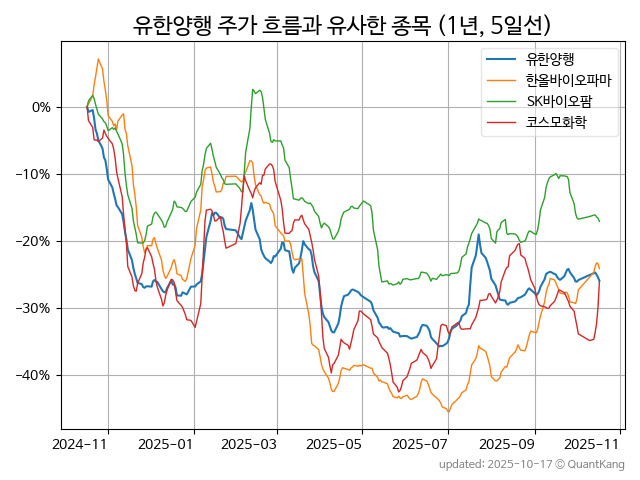 유한양행 주가 흐름과 유사한 종목 (1년, 5일선)
유한양행
한올바이오파마
SK바이오팜
코스모화학
0%
−10%
−20%
−30%
−40%
2024-11
2025-01
2025-03
2025-05
2025-07
2025-09
2025-11
updated: 2025-10-17 © QuantKang